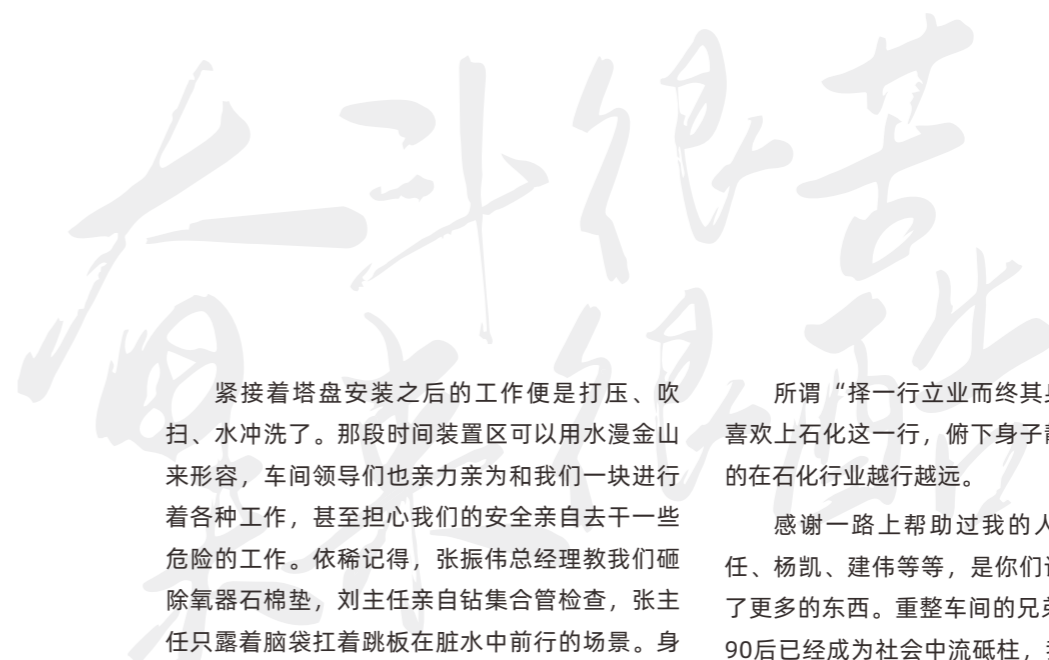 奋斗很苦
果来很酷
紧接着塔盘安装之后的工作便是打压、吹
扫、水冲洗了。那段时间装置区可以用水漫金山
来形容，车间领导们也亲力亲为和我们一块进行
着各种工作，甚至担心我们的安全亲自去干一些
危险的工作。依稀记得，张振伟总经理教我们砸
除氧器石棉垫，刘主任亲自钻集合管检查，张主
任只露着脑袋扛着跳板在脏水中前行的场景。身
所谓“择一行立业而终其
喜欢上石化这一行，俯下身子
的在石化行业越行越远。
感谢一路上帮助过我的人
任、杨凯、建伟等等，是你们
了更多的东西。重整车间的兄
90后已经成为社会中流砥柱，